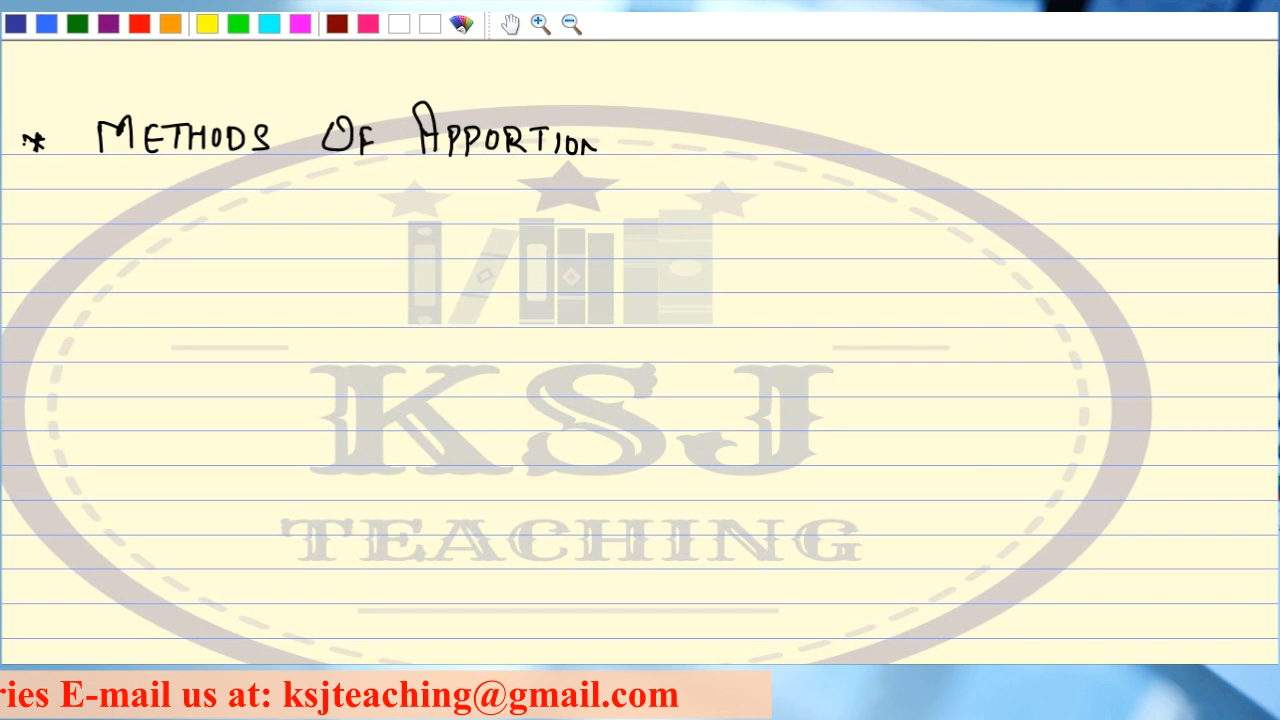 * METHODS OF APPORTION
KSJ
TEACHING
ries E-mail us at: ksjteaching@gmail.com